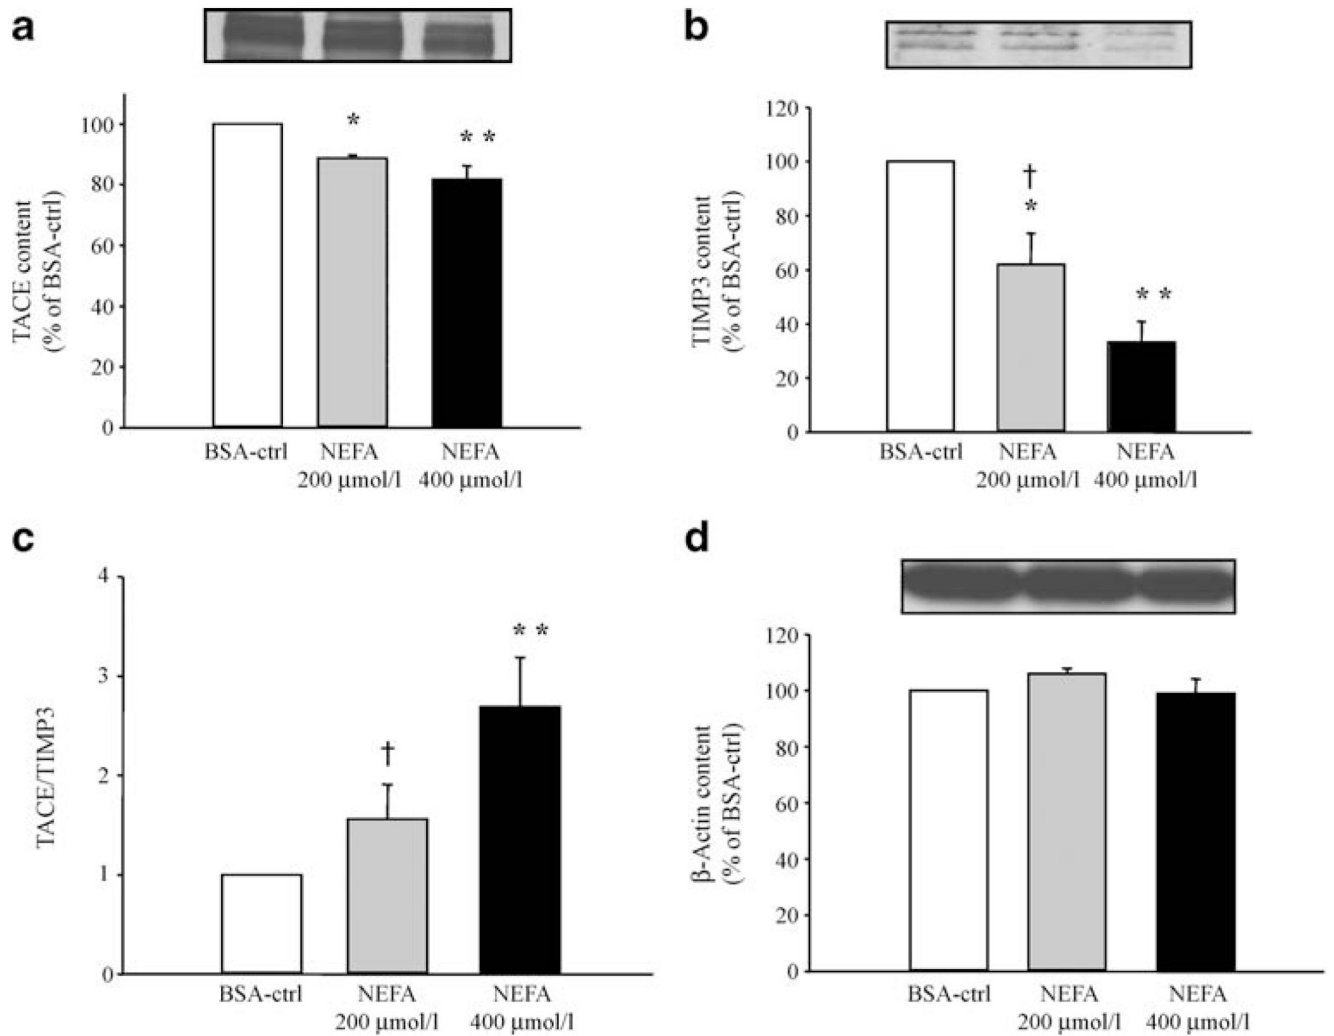 a
100
80
60
40
20
0
TACE content
(% of BSA-ctrl)
*
* *
BSA-ctrl
NEFA
200 µmol/l
NEFA
400 µmol/l
b
120
100
80
60
40
20
0
TIMP3 content
(% of BSA-ctrl)
†
*
* *
BSA-ctrl
NEFA
200 µmol/l
NEFA
400 µmol/l
c
4
3
2
1
0
TACE/TIMP3
†
* *
BSA-ctrl
NEFA
200 µmol/l
NEFA
400 µmol/l
d
120
100
80
60
40
20
0
β-Actin content
(% of BSA-ctrl)
BSA-ctrl
NEFA
200 µmol/l
NEFA
400 µmol/l